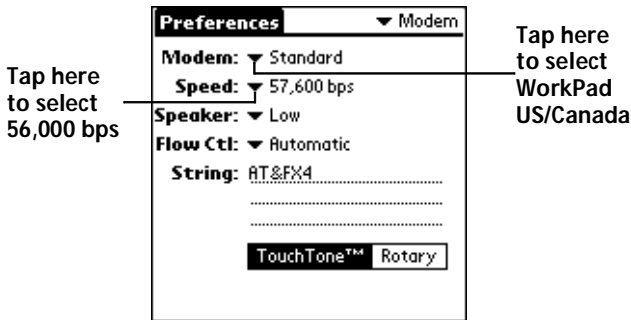 Preferences
Modem
Modem: Standard
Speed: 57,600 bps
Speaker: Low
Flow Ctl: Automatic
String: AT&FX4
TouchTone™ Rotary
Tap here
to select
56,000 bps
Tap here
to select
WorkPad
US/Canada